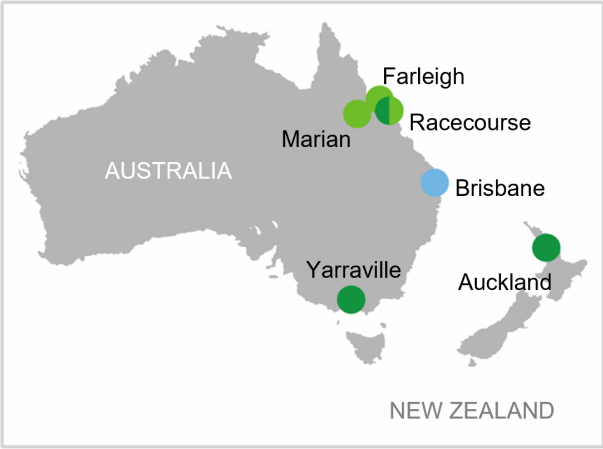 Farleigh
Racecourse
Marian
AUSTRALIA
Brisbane
Yarraville
Auckland
NEW ZEALAND